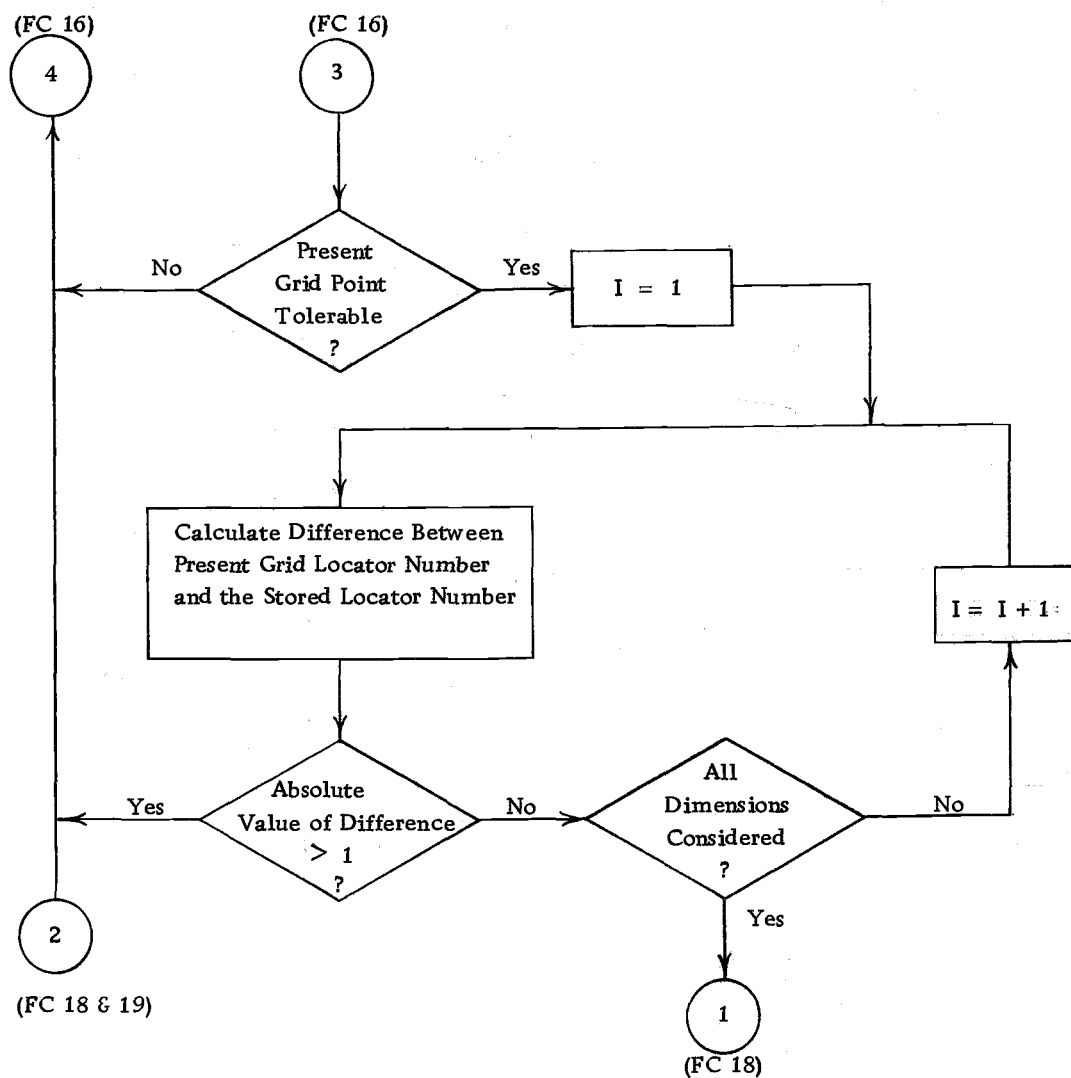 (FC 16)
(FC 16)
4
3
Present
Grid Point
Tolerable
?
No
Yes
I = 1
Calculate Difference Between
Present Grid Locator Number
and the Stored Locator Number
I = I + 1
Absolute
Value of Difference
> 1
?
Yes
No
All
Dimensions
Considered
?
No
Yes
2
(FC 18 & 19)
1
(FC 18)